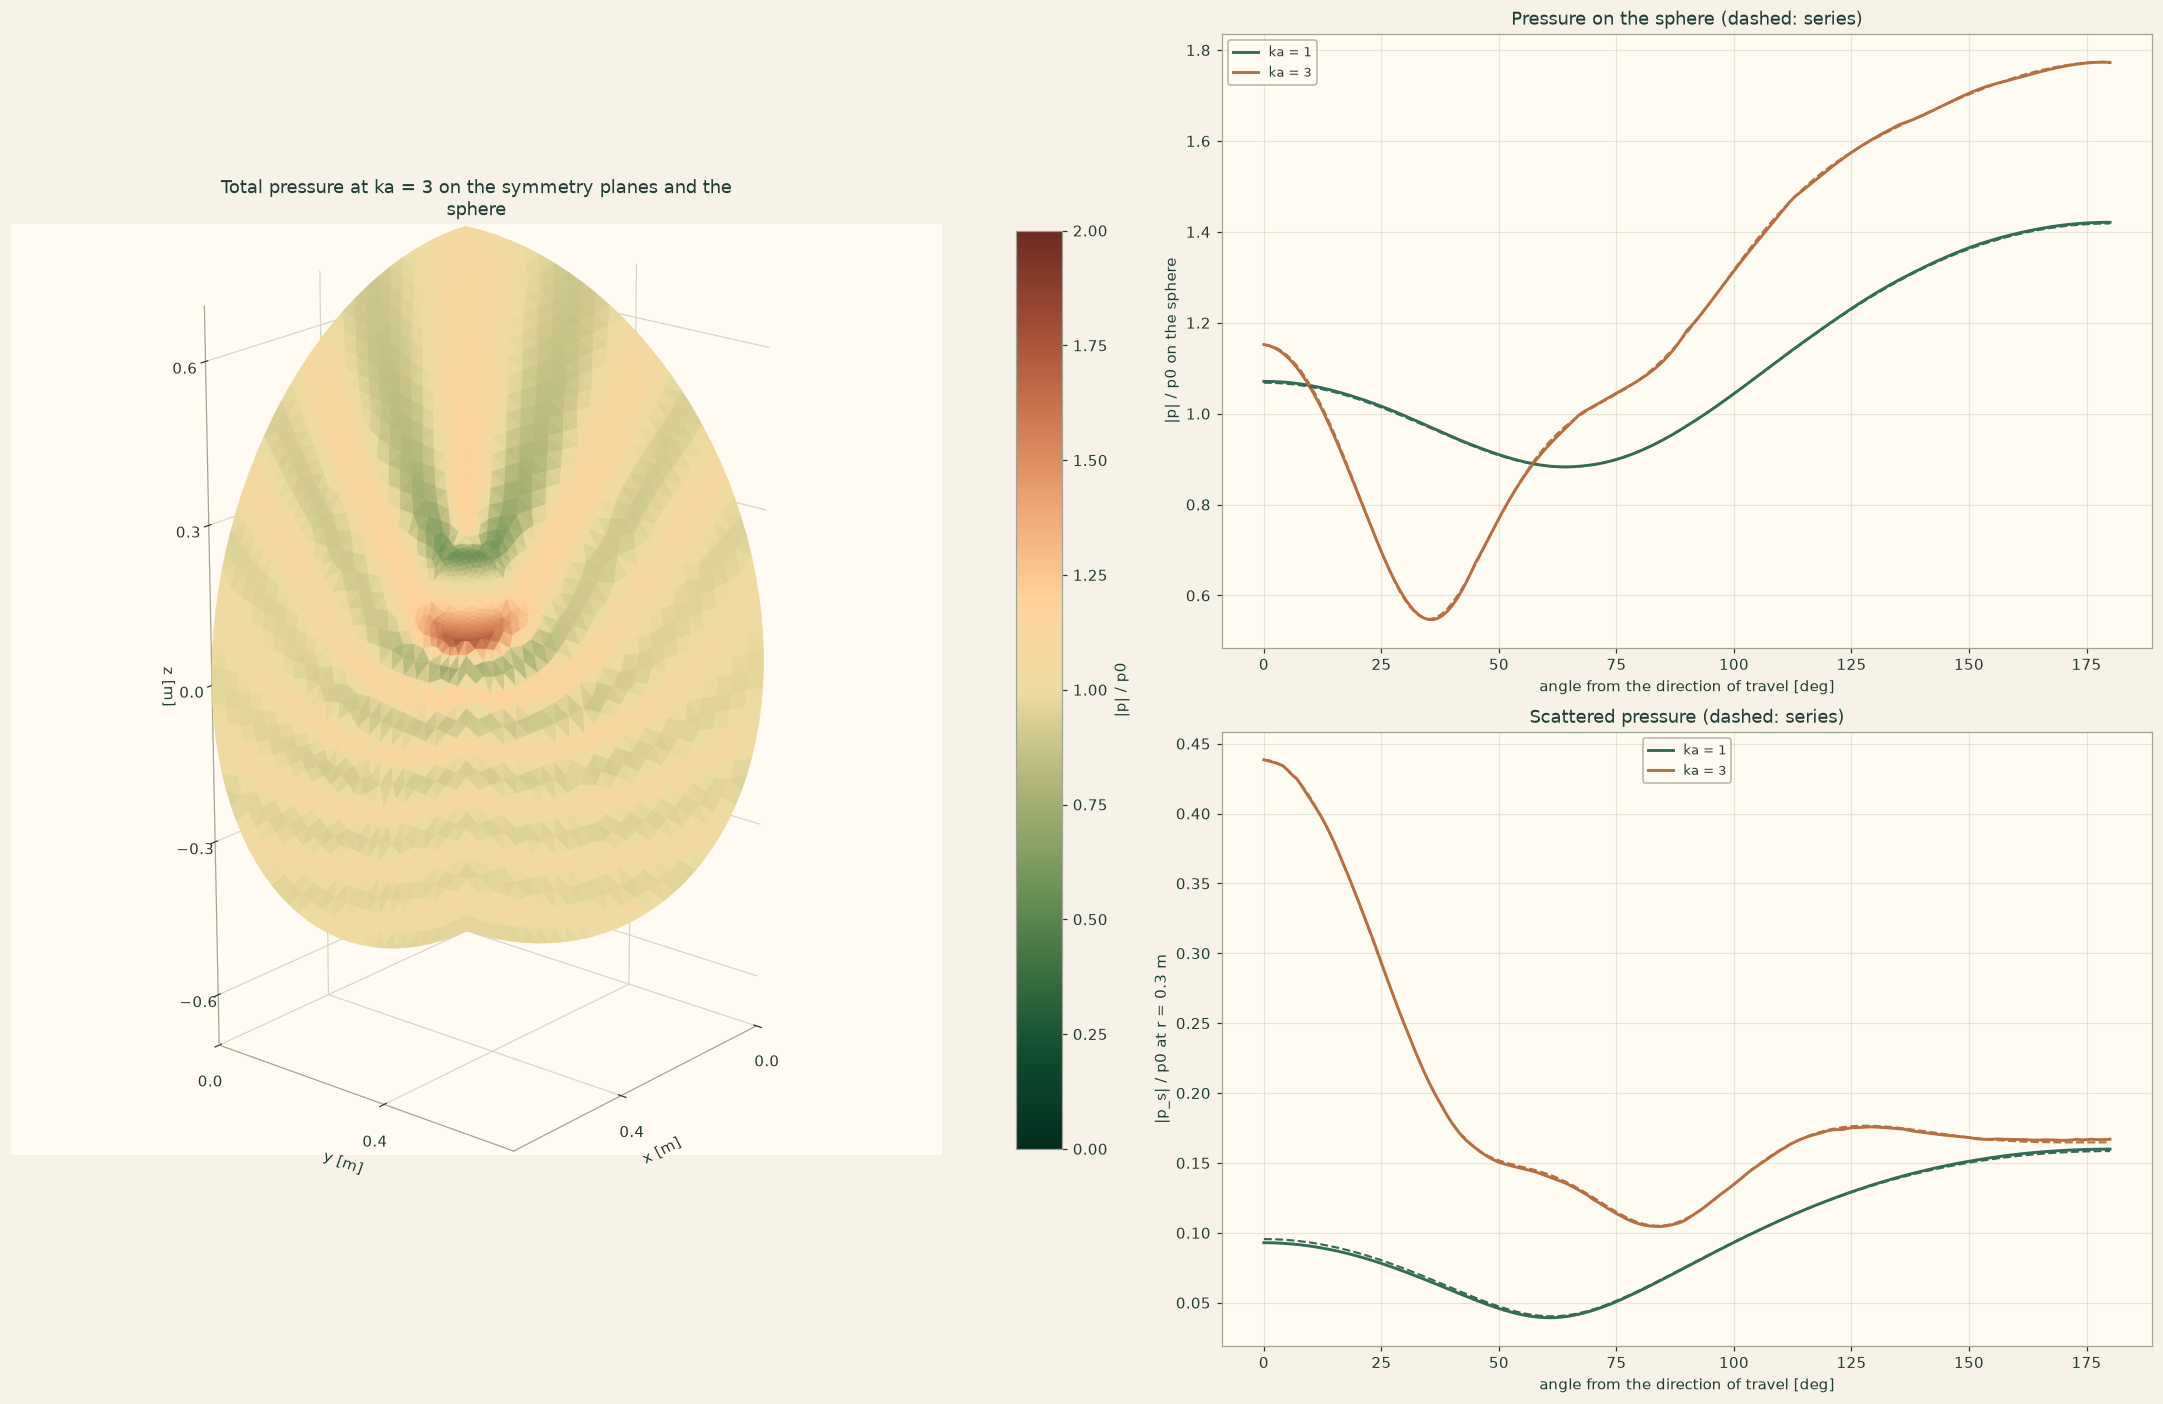 Total pressure at ka = 3 on the symmetry planes and the
sphere
0.6
0.3
0.0
−0.3
−0.6
z [m]
0.0
0.4
y [m]
0.0
0.4
x [m]
2.00
1.75
1.50
1.25
1.00
0.75
0.50
0.25
0.00
|p| / p0
Pressure on the sphere (dashed: series)
ka = 1
ka = 3
1.8
1.6
1.4
1.2
1.0
0.8
0.6
|p| / p0 on the sphere
0 25 50 75 100 125 150 175
angle from the direction of travel [deg]
Scattered pressure (dashed: series)
ka = 1
ka = 3
0.45
0.40
0.35
0.30
0.25
0.20
0.15
0.10
0.05
|p_s| / p0 at r = 0.3 m
0 25 50 75 100 125 150 175
angle from the direction of travel [deg]